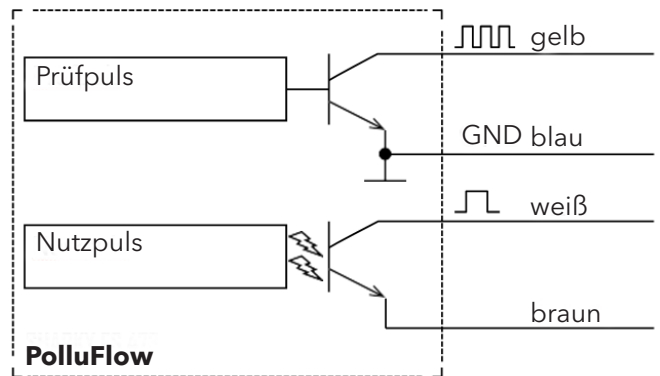 gelb
Prüfpuls
GND blau
weiß
Nutzpuls
braun
PolluFlow